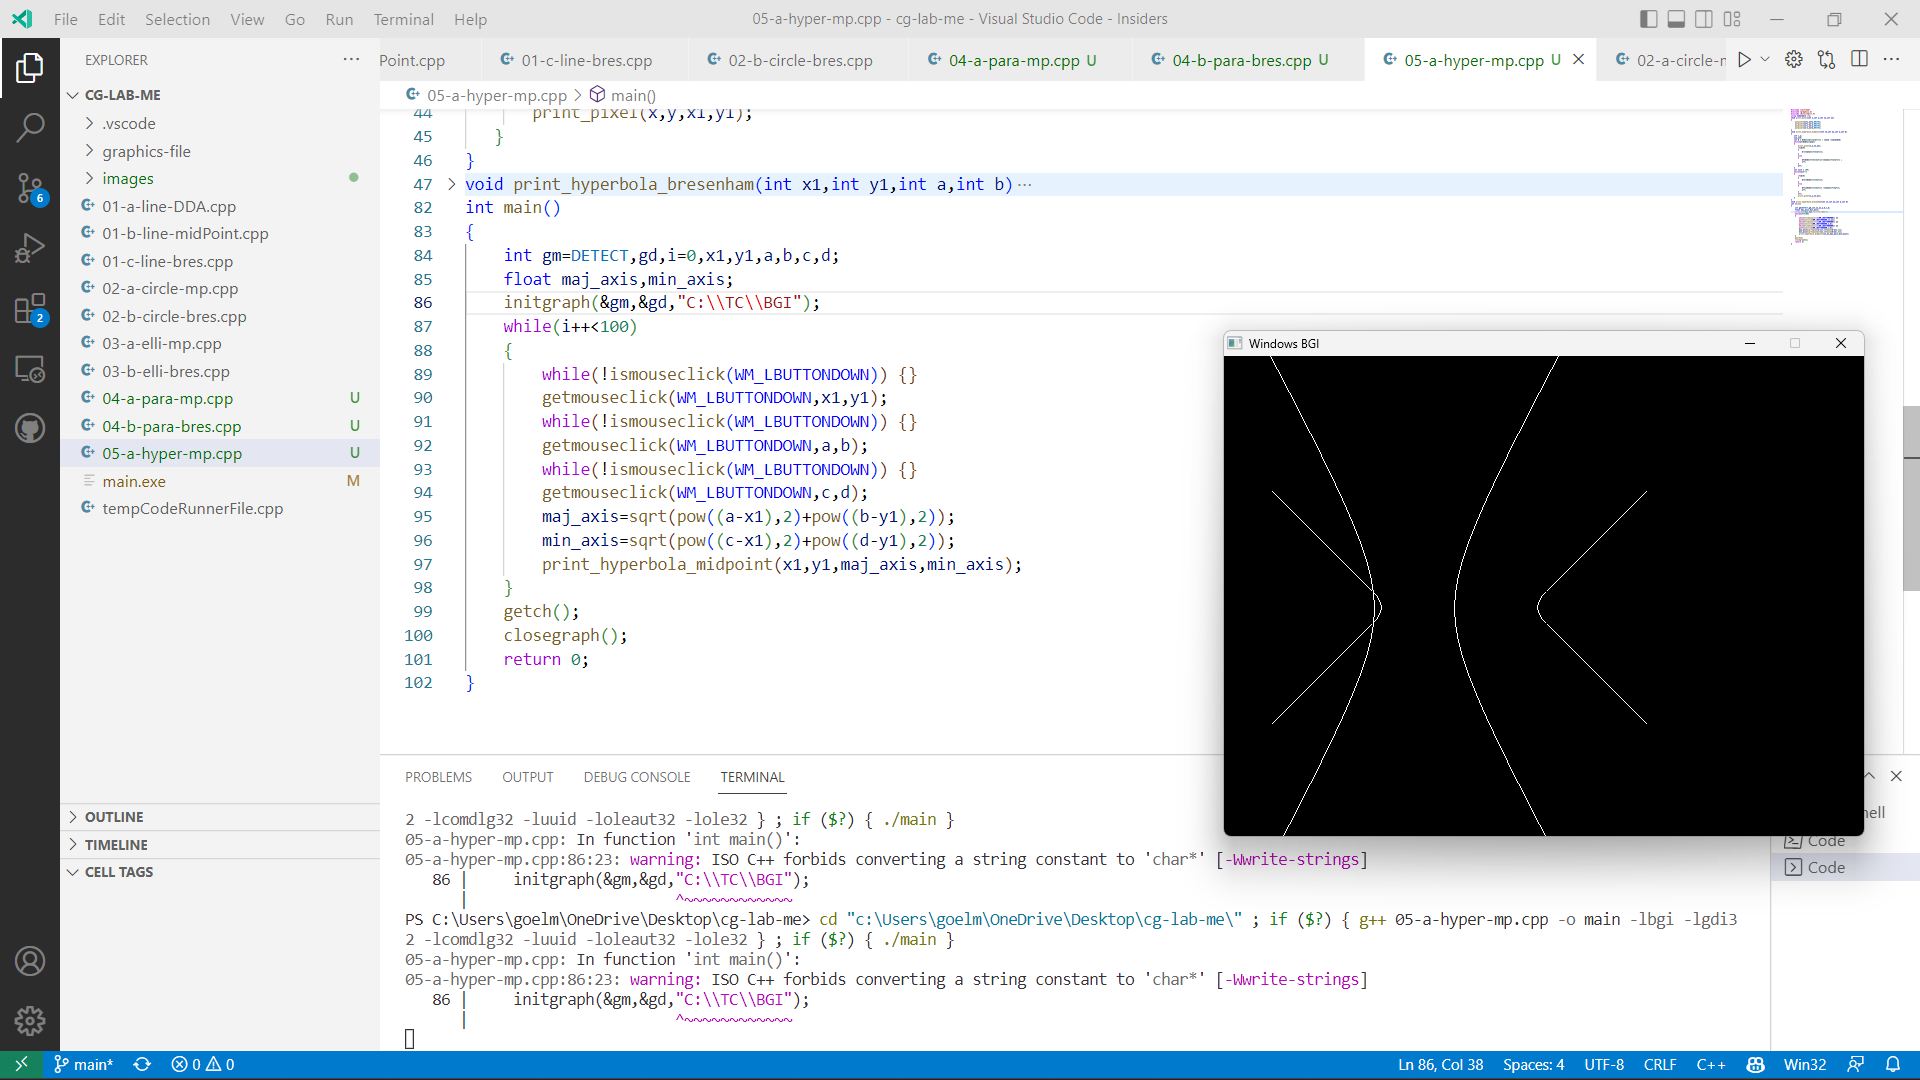 File Edit Selection View Go Run Terminal Help
05-a-hyper-mp.cpp - cg-lab-me - Visual Studio Code - Insiders
EXPLORER
CG-LAB-ME
.vscode
graphics-file
images
01-a-line-DDA.cpp
01-b-line-midPoint.cpp
01-c-line-bres.cpp
02-a-circle-mp.cpp
02-b-circle-bres.cpp
03-a-elli-mp.cpp
03-b-elli-bres.cpp
04-a-para-mp.cpp U
04-b-para-bres.cpp U
05-a-hyper-mp.cpp U
main.exe M
tempCodeRunnerFile.cpp
OUTLINE
TIMELINE
CELL TAGS
6
2
Point.cpp 01-c-line-bres.cpp 02-b-circle-bres.cpp 04-a-para-mp.cpp U 04-b-para-bres.cpp U 05-a-hyper-mp.cpp U 02-a-circle-m
05-a-hyper-mp.cpp > main()
44 print_pixel(x,y,x1,y1);
45 }
46 }
47 void print_hyperbola_bresenham(int x1,int y1,int a,int b)···
82 int main()
83 {
84 int gm=DETECT,gd,i=0,x1,y1,a,b,c,d;
85 float maj_axis,min_axis;
86 initgraph(&gm,&gd,"C:\\TC\\BGI");
87 while(i++<100)
88 {
89 while(!ismouseclick(WM_LBUTTONDOWN)) {}
90 getmouseclick(WM_LBUTTONDOWN,x1,y1);
91 while(!ismouseclick(WM_LBUTTONDOWN)) {}
92 getmouseclick(WM_LBUTTONDOWN,a,b);
93 while(!ismouseclick(WM_LBUTTONDOWN)) {}
94 getmouseclick(WM_LBUTTONDOWN,c,d);
95 maj_axis=sqrt(pow((a-x1),2)+pow((b-y1),2));
96 min_axis=sqrt(pow((c-x1),2)+pow((d-y1),2));
97 print_hyperbola_midpoint(x1,y1,maj_axis,min_axis);
98 }
99 getch();
100 closegraph();
101 return 0;
102 }
Windows BGI
PROBLEMS OUTPUT DEBUG CONSOLE TERMINAL
2 -lcomdlg32 -luuid -loleaut32 -lole32 } ; if ($?) { ./main }
05-a-hyper-mp.cpp: In function 'int main()':
05-a-hyper-mp.cpp:86:23: warning: ISO C++ forbids converting a string constant to 'char*' [-Wwrite-strings]
86 | initgraph(&gm,&gd,"C:\\TC\\BGI");
| ^~~~~~~~~~~~~
PS C:\Users\goelm\OneDrive\Desktop\cg-lab-me> cd "c:\Users\goelm\OneDrive\Desktop\cg-lab-me\" ; if ($?) { g++ 05-a-hyper-mp.cpp -o main -lbgi -lgdi3
2 -lcomdlg32 -luuid -loleaut32 -lole32 } ; if ($?) { ./main }
05-a-hyper-mp.cpp: In function 'int main()':
05-a-hyper-mp.cpp:86:23: warning: ISO C++ forbids converting a string constant to 'char*' [-Wwrite-strings]
86 | initgraph(&gm,&gd,"C:\\TC\\BGI");
| ^~~~~~~~~~~~~
ell
Code
Code
main* 0 0
Ln 86, Col 38 Spaces: 4 UTF-8 CRLF C++ Win32